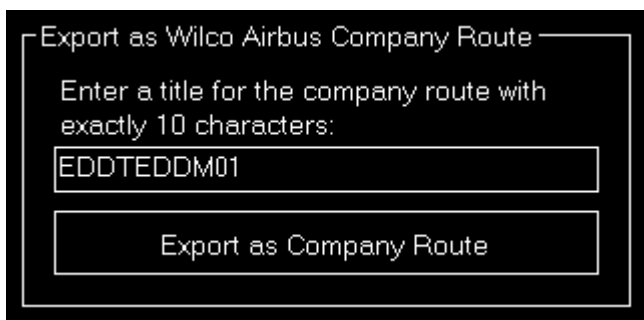 Export as Wilco Airbus Company Route
Enter a title for the company route with
exactly 10 characters:
EDDTEDDM01
Export as Company Route